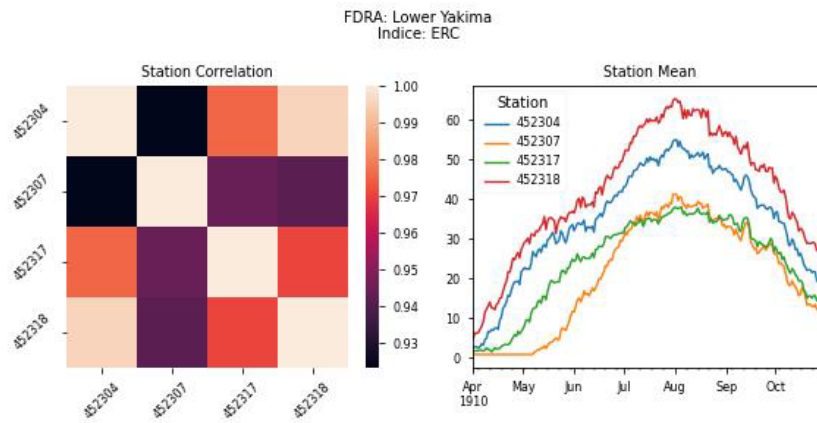 FDRA: Lower Yakima
Indice: ERC
Station Correlation
452304
452307
452317
452318
452304
452307
452317
452318
1.00
0.99
0.98
0.97
0.96
0.95
0.94
0.93
Station Mean
Station
452304
452307
452317
452318
60
50
40
30
20
10
0
Apr
1910
May
Jun
Jul
Aug
Sep
Oct